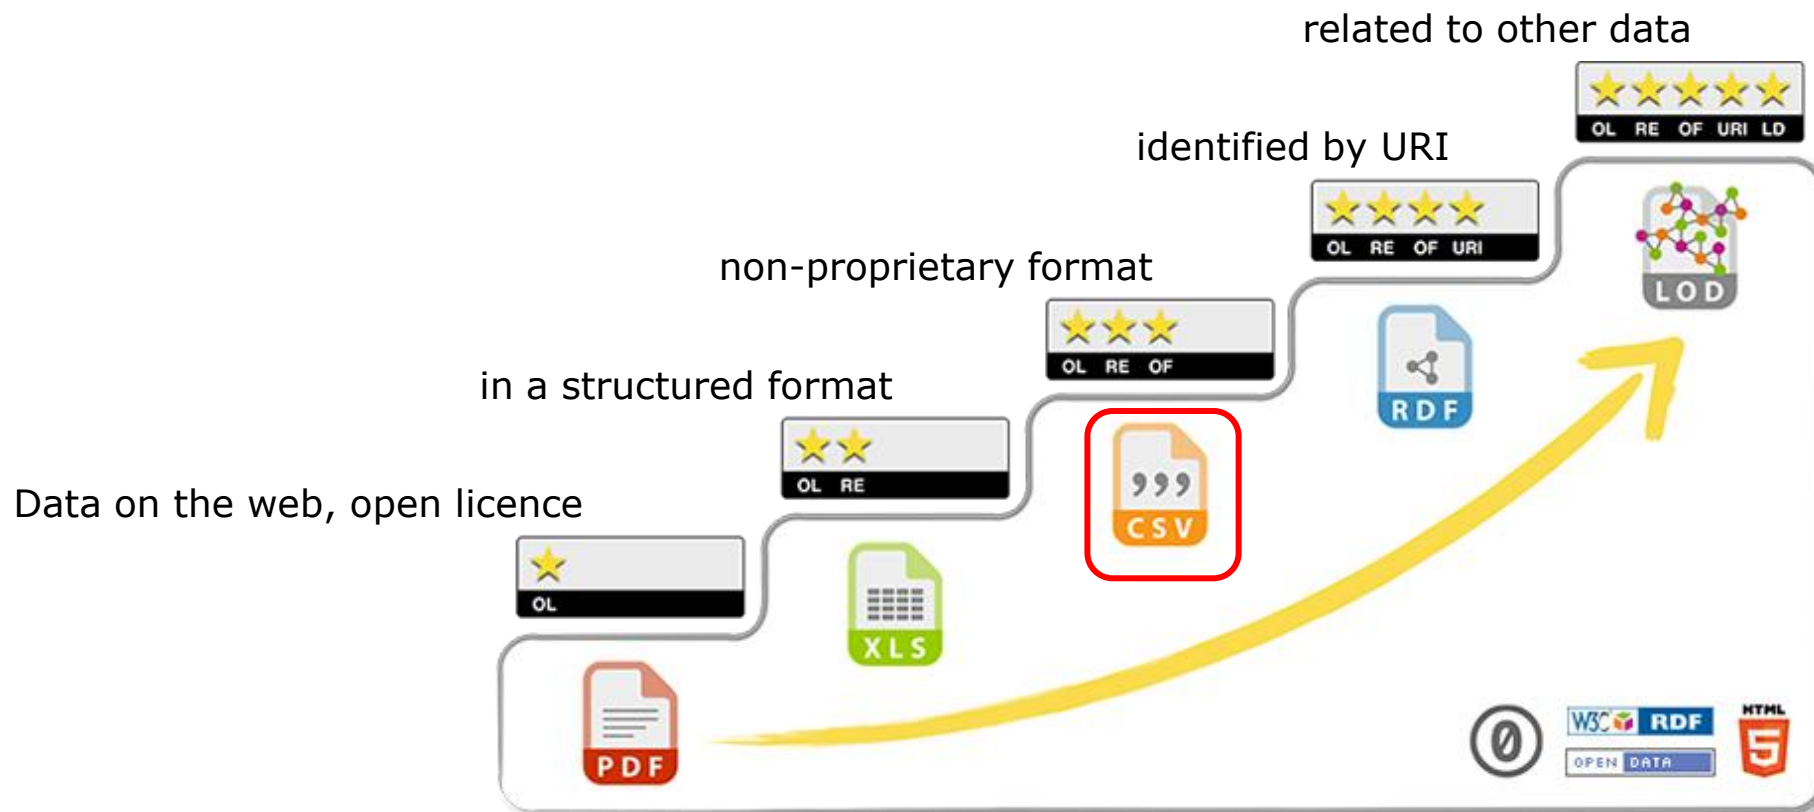 related to other data
OL RE OF URI LD
identified by URI
OL RE OF URI
LOD
non-proprietary format
OL RE OF
RDF
in a structured format
OL RE
,,,
CSV
Data on the web, open licence
OL
XLS
PDF
0
W3C RDF
OPEN DATA
HTML
5